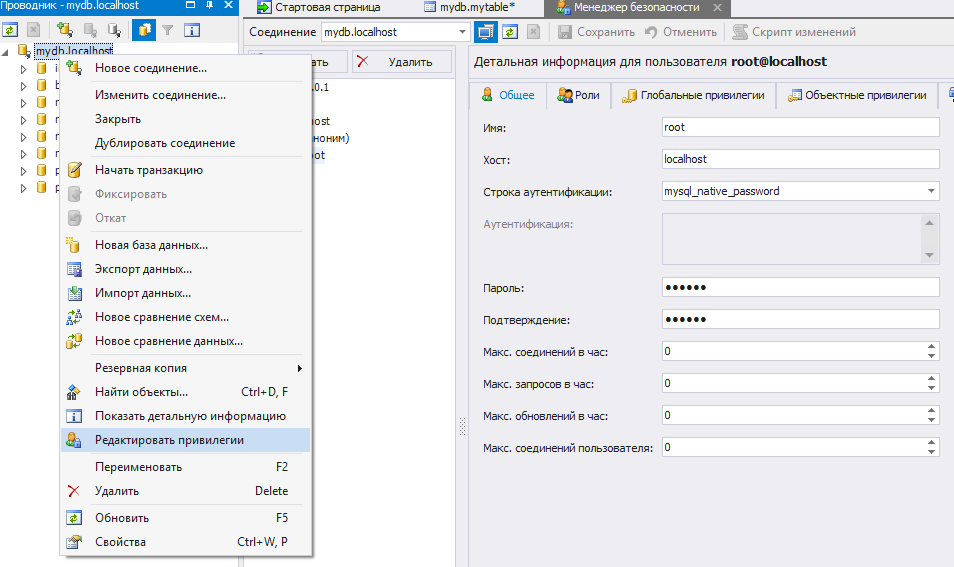 Проводник - mydb.localhost
Стартовая страница
mydb.mytable*
Менеджер безопасности
Соединение
mydb.localhost
Сохранить
Отменить
Скрипт изменений
mydb.localhost
Удалить
Детальная информация для пользователя root@localhost
Общее
Роли
Глобальные привилегии
Объектные привилегии
Новое соединение...
Изменить соединение...
Закрыть
Дублировать соединение
Начать транзакцию
Фиксировать
Откат
Новая база данных...
Экспорт данных...
Импорт данных...
Новое сравнение схем...
Новое сравнение данных...
Резервная копия
Найти объекты... Ctrl+D, F
Показать детальную информацию
Редактировать привилегии
Переименовать F2
Удалить Delete
Обновить F5
Свойства Ctrl+W, P
Имя: root
Хост: localhost
Строка аутентификации: mysql_native_password
Аутентификация:
Пароль: ●●●●●●
Подтверждение: ●●●●●●
Макс. соединений в час: 0
Макс. запросов в час: 0
Макс. обновлений в час: 0
Макс. соединений пользователя: 0